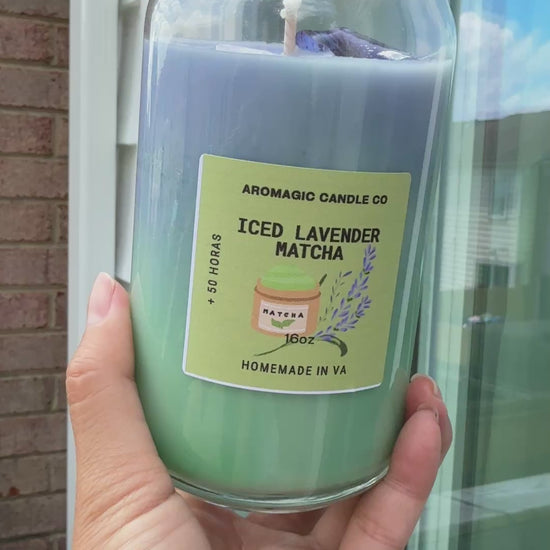 AROMAGIC CANDLE CO
ICED LAVENDER
MATCHA
+ 50 HORAS
MATCHA
16oz
HOMEMADE IN VA